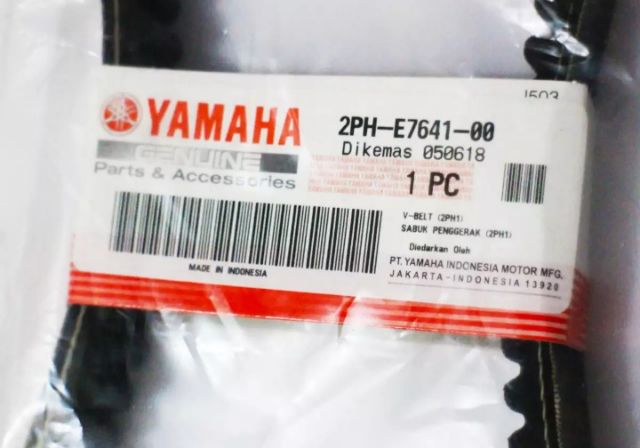 J503
YAMAHA
GENUINE
Parts & Accessories
2PH-E7641-00
Dikemas 050618
1 PC
V-BELT (2PH1)
SABUK PENGGERAK (2PH1)
Diedarkan Oleh
PT. YAMAHA INDONESIA MOTOR MFG.
JAKARTA-INDONESIA 13920
MADE IN INDONESIA